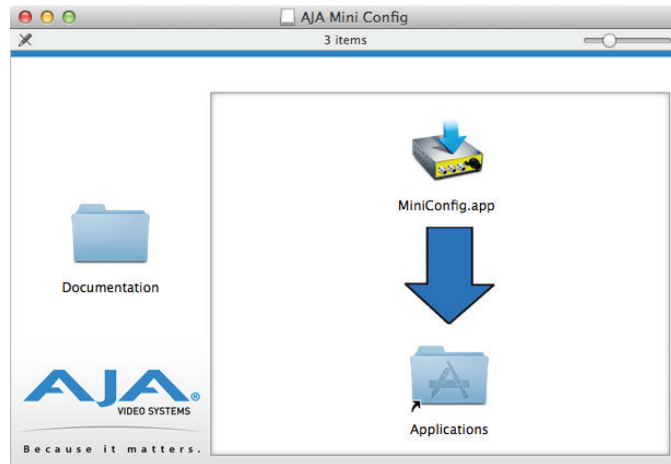 AJA Mini Config
3 items
MiniConfig.app
Documentation
Applications
AJA®
VIDEO SYSTEMS
Because it matters.